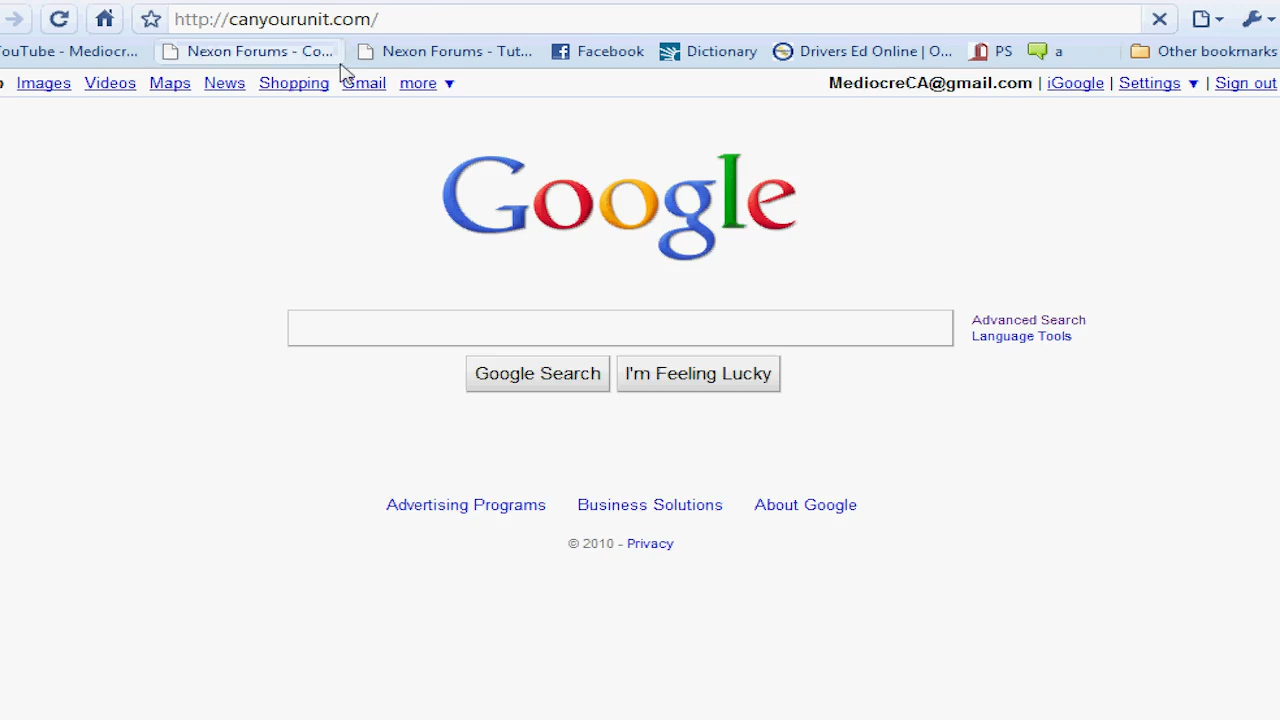 http://canyourunit.com/
YouTube - Mediocr... Nexon Forums - Co... Nexon Forums - Tut... Facebook Dictionary Drivers Ed Online | O... PS a Other bookmarks
Images Videos Maps News Shopping Gmail more ▼ MediocreCA@gmail.com | iGoogle | Settings ▼ | Sign out
Google
Advanced Search
Language Tools
Google Search I'm Feeling Lucky
Advertising Programs Business Solutions About Google
© 2010 - Privacy